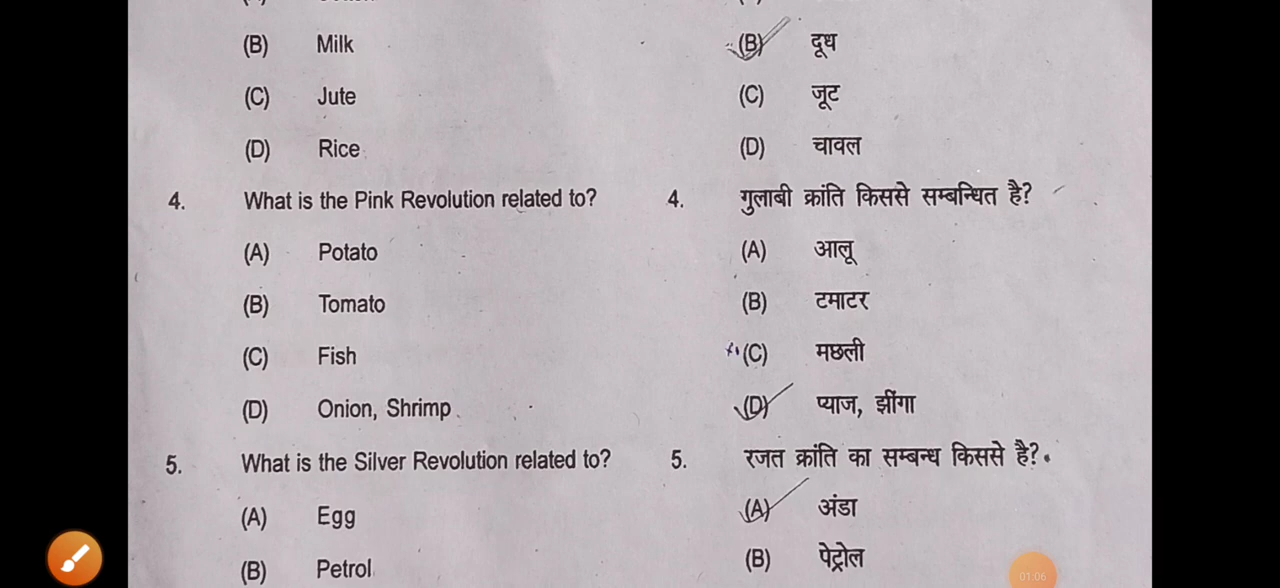 (B) Milk (B) दूध
(C) Jute (C) जूट
(D) Rice (D) चावल
4. What is the Pink Revolution related to? 4. गुलाबी क्रांति किससे सम्बन्धित है?
(A) Potato (A) आलू
(B) Tomato (B) टमाटर
(C) Fish (C) मछली
(D) Onion, Shrimp (D) प्याज, झींगा
5. What is the Silver Revolution related to? 5. रजत क्रांति का सम्बन्ध किससे है?
(A) Egg (A) अंडा
(B) Petrol (B) पेट्रोल
01:06